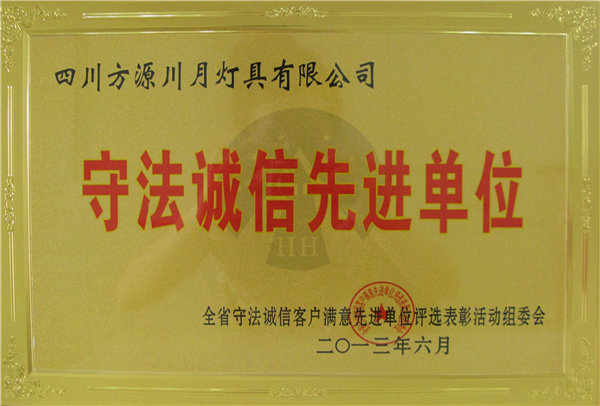 四川方源川月灯具有限公司
守法诚信先进单位
HH
全省守法诚信客户满意先进单位评选表彰活动组委会
二〇一三年六月